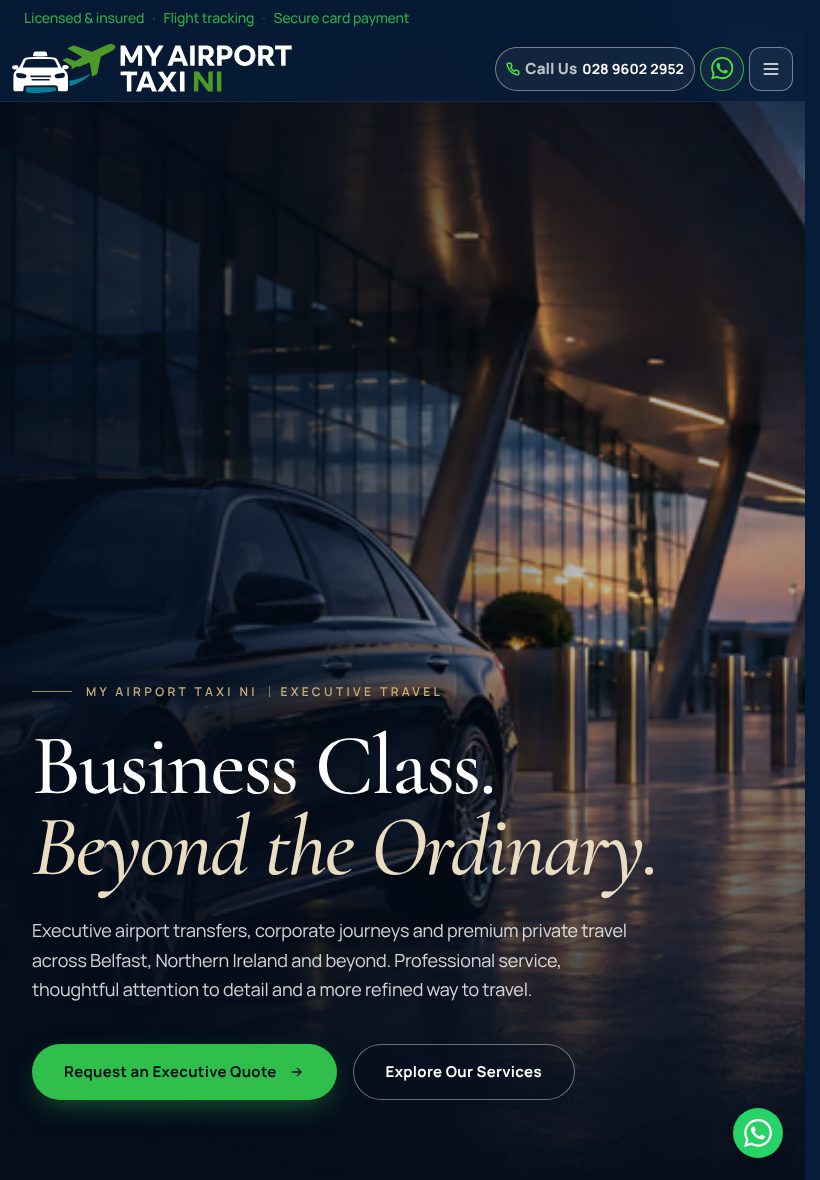 Licensed & insured · Flight tracking · Secure card payment
MY AIRPORT
TAXI NI
Call Us 028 9602 2952
MY AIRPORT TAXI NI | EXECUTIVE TRAVEL
Business Class.
Beyond the Ordinary.
Executive airport transfers, corporate journeys and premium private travel
across Belfast, Northern Ireland and beyond. Professional service,
thoughtful attention to detail and a more refined way to travel.
Request an Executive Quote →
Explore Our Services